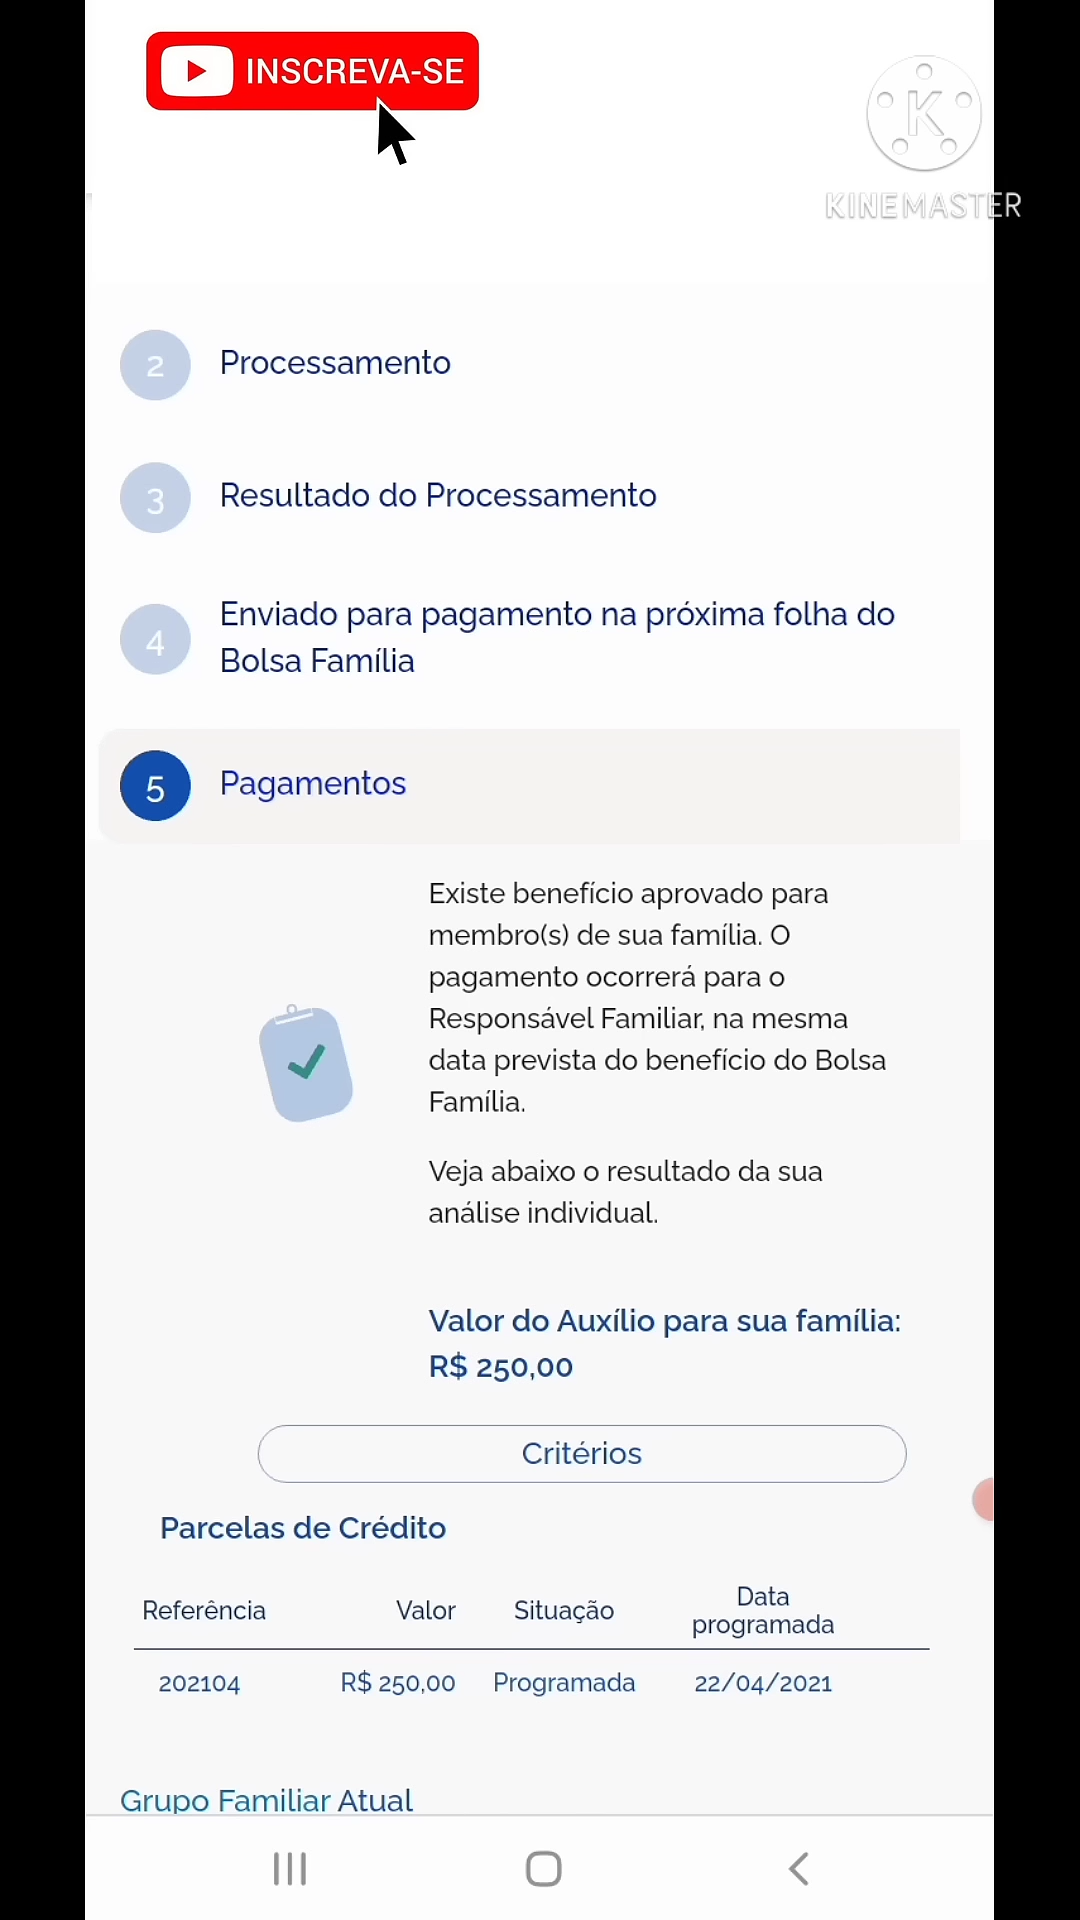 INSCREVA-SE
K
KINEMASTER
2
Processamento
3
Resultado do Processamento
4
Enviado para pagamento na próxima folha do
Bolsa Família
5
Pagamentos
Existe benefício aprovado para
membro(s) de sua família. O
pagamento ocorrerá para o
Responsável Familiar, na mesma
data prevista do benefício do Bolsa
Família.
Veja abaixo o resultado da sua
análise individual.
Valor do Auxílio para sua família:
R$ 250,00
Critérios
Parcelas de Crédito
Referência Valor Situação Data programada
202104 R$ 250,00 Programada 22/04/2021
Grupo Familiar Atual